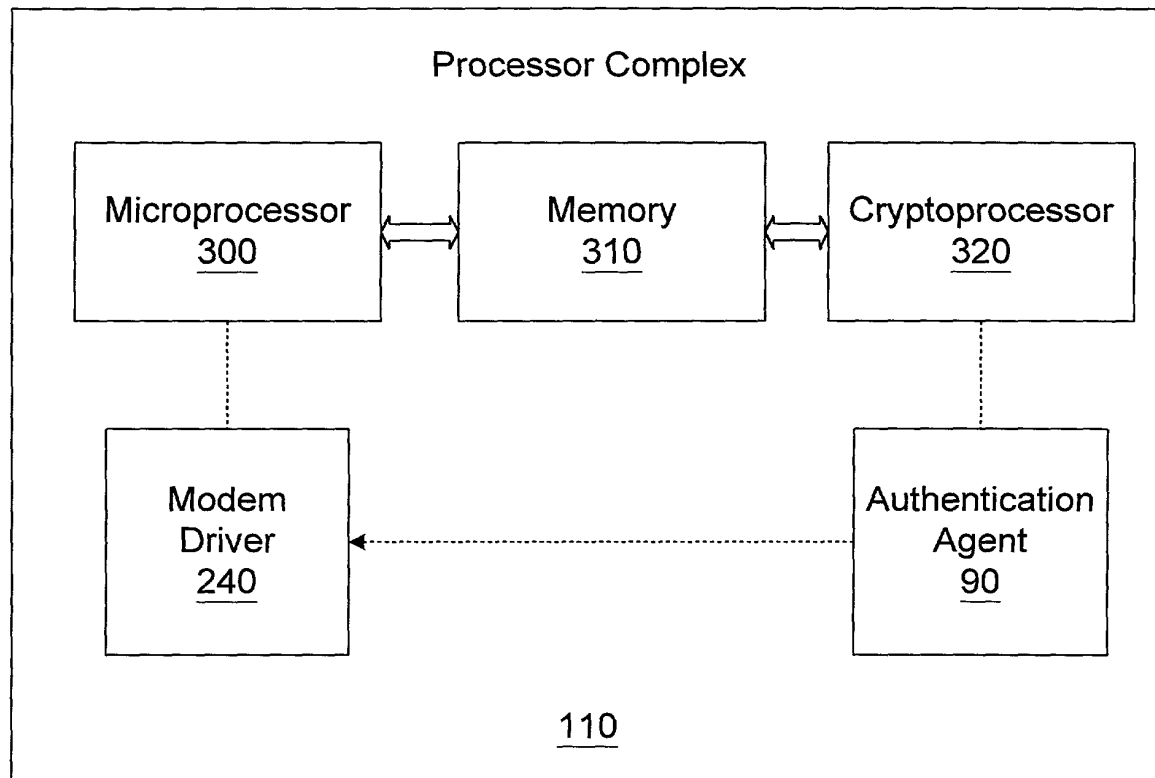 Processor Complex
Microprocessor
300
Memory
310
Cryptoprocessor
320
Modem
Driver
240
Authentication
Agent
90
110